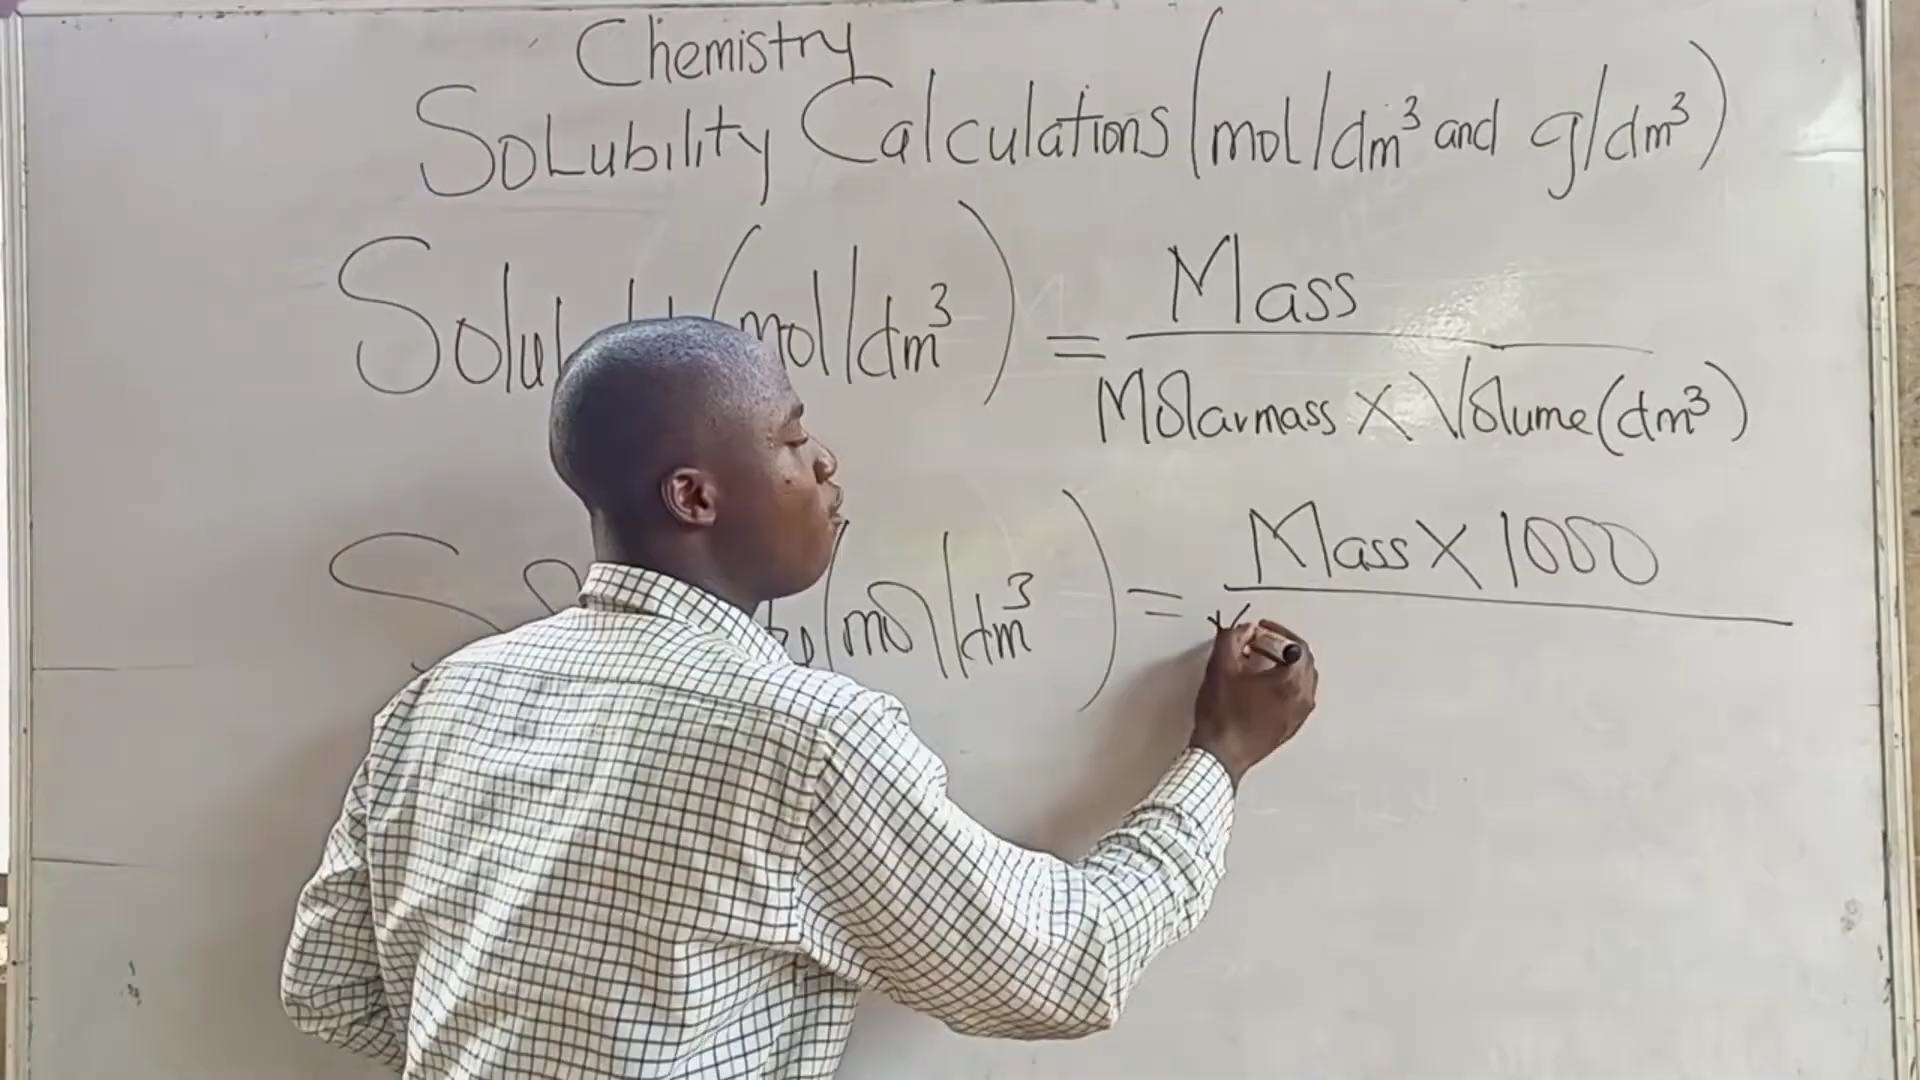 Chemistry
Solubility Calculations (mol/dm³ and g/dm³)
(mol/dm³) = Mass
Molarmass X Volume(dm³)
(mol/dm³) = Mass X 1000